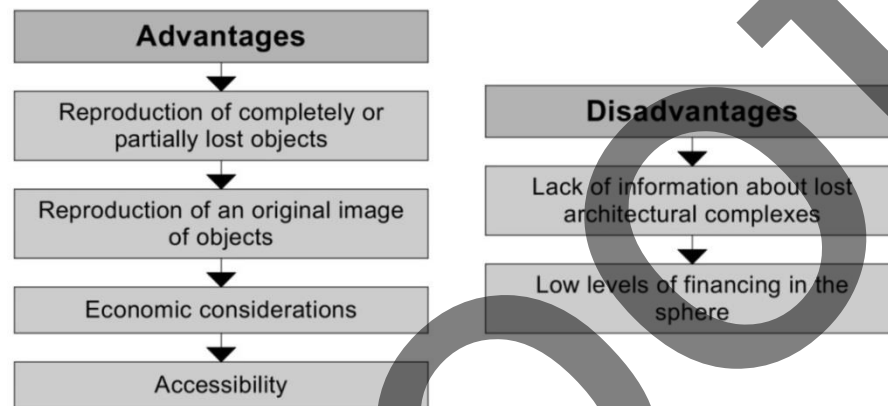 Advantages
Reproduction of completely or
partially lost objects
Reproduction of an original image
of objects
Economic considerations
Accessibility
Disadvantages
Lack of information about lost
architectural complexes
Low levels of financing in the
sphere